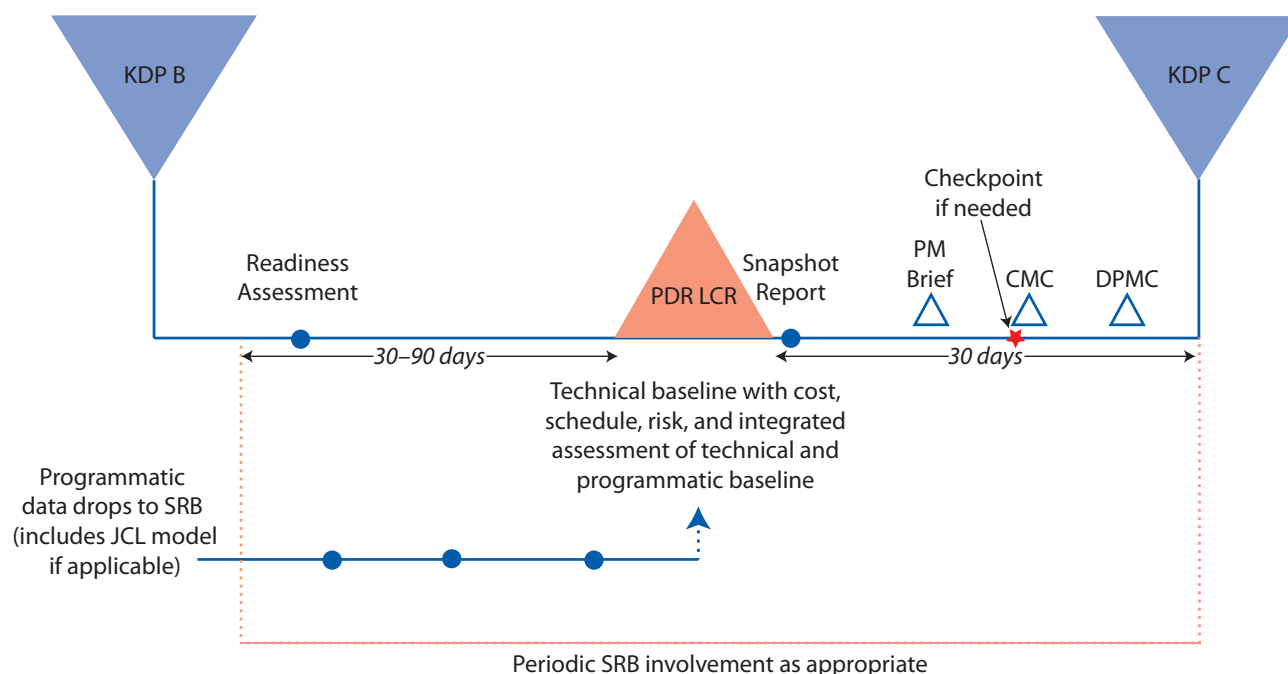 KDP B
KDP C
Checkpoint
if needed
Readiness
Assessment
PDR LCR
Snapshot
Report
PM
Brief
CMC
DPMC
30–90 days
30 days
Technical baseline with cost,
schedule, risk, and integrated
assessment of technical and
programmatic baseline
Programmatic
data drops to SRB
(includes JCL model
if applicable)
Periodic SRB involvement as appropriate